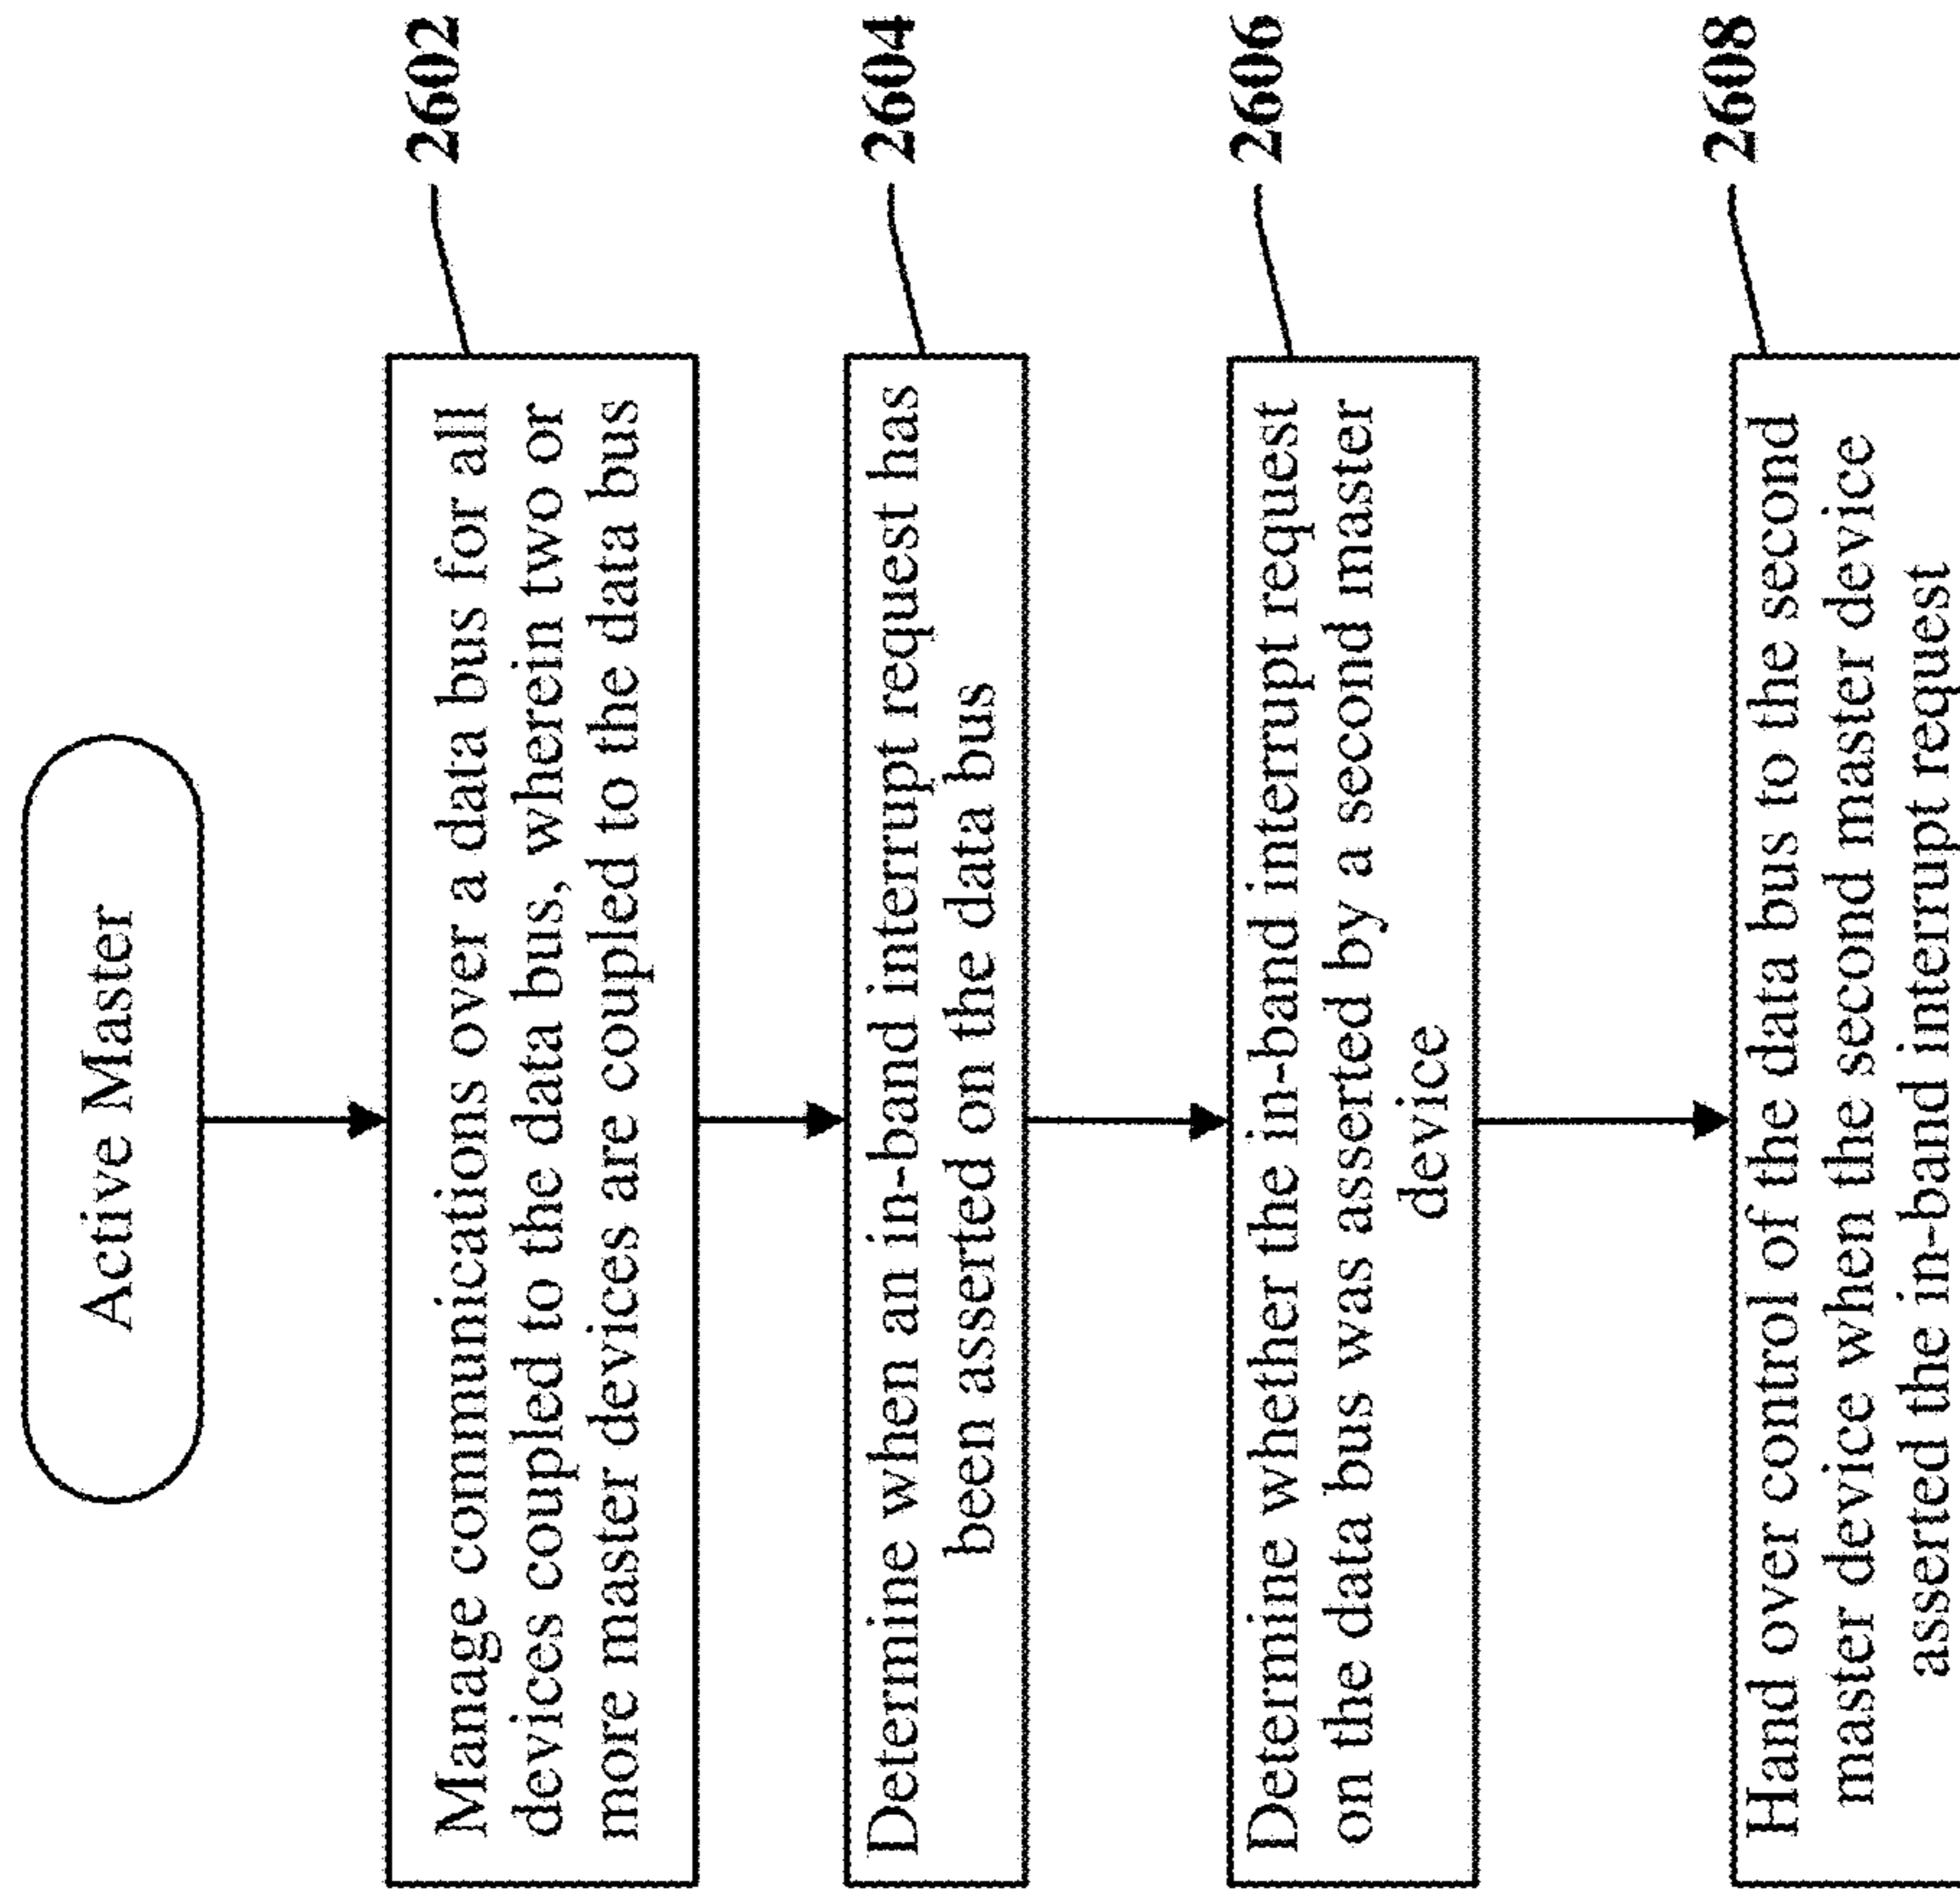 Active Master
Manage communications over a data bus for all
devices coupled to the data bus, wherein two or
more master devices are coupled to the data bus
2602
Determine when an in-band interrupt request has
been asserted on the data bus
2604
Determine whether the in-band interrupt request
on the data bus was asserted by a second master
device
2606
Hand over control of the data bus to the second
master device when the second master device
asserted the in-band interrupt request
2608